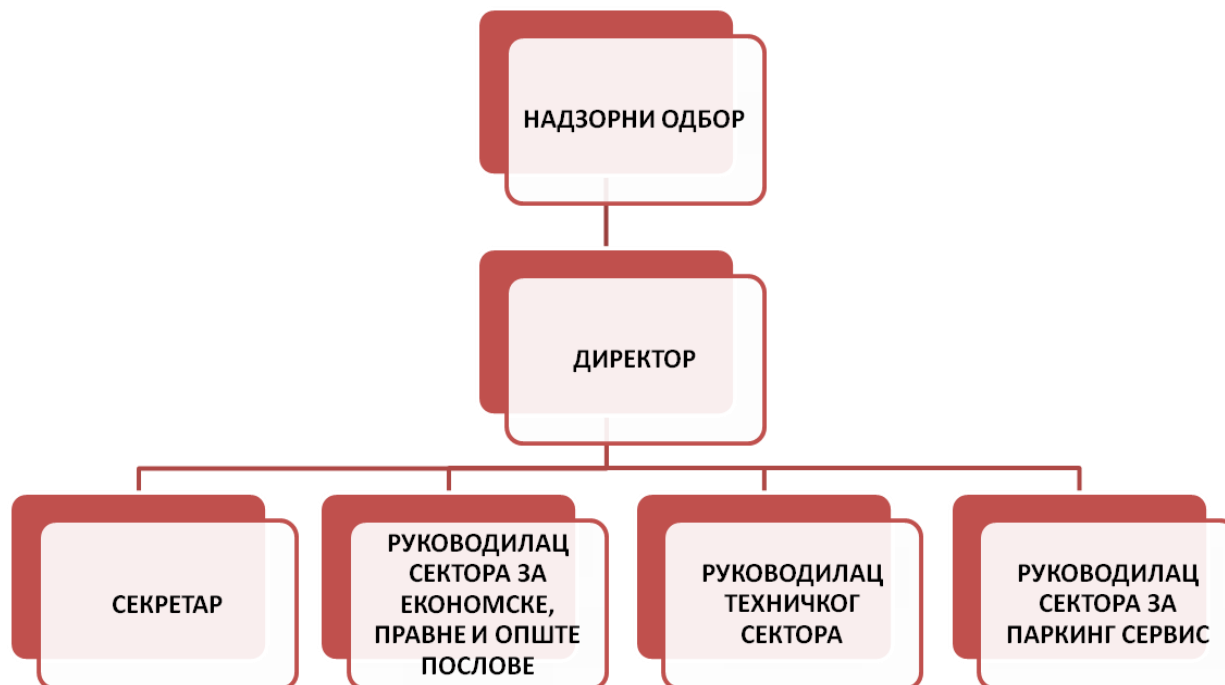 НАДЗОРНИ ОДБОР
ДИРЕКТОР
СЕКРЕТАР
РУКОВОДИЛАЦ
СЕКТОРА ЗА
ЕКОНОМСКЕ,
ПРАВНЕ И ОПШТЕ
ПОСЛОВЕ
РУКОВОДИЛАЦ
ТЕХНИЧКОГ
СЕКТОРА
РУКОВОДИЛАЦ
СЕКТОРА ЗА
ПАРКИНГ СЕРВИС